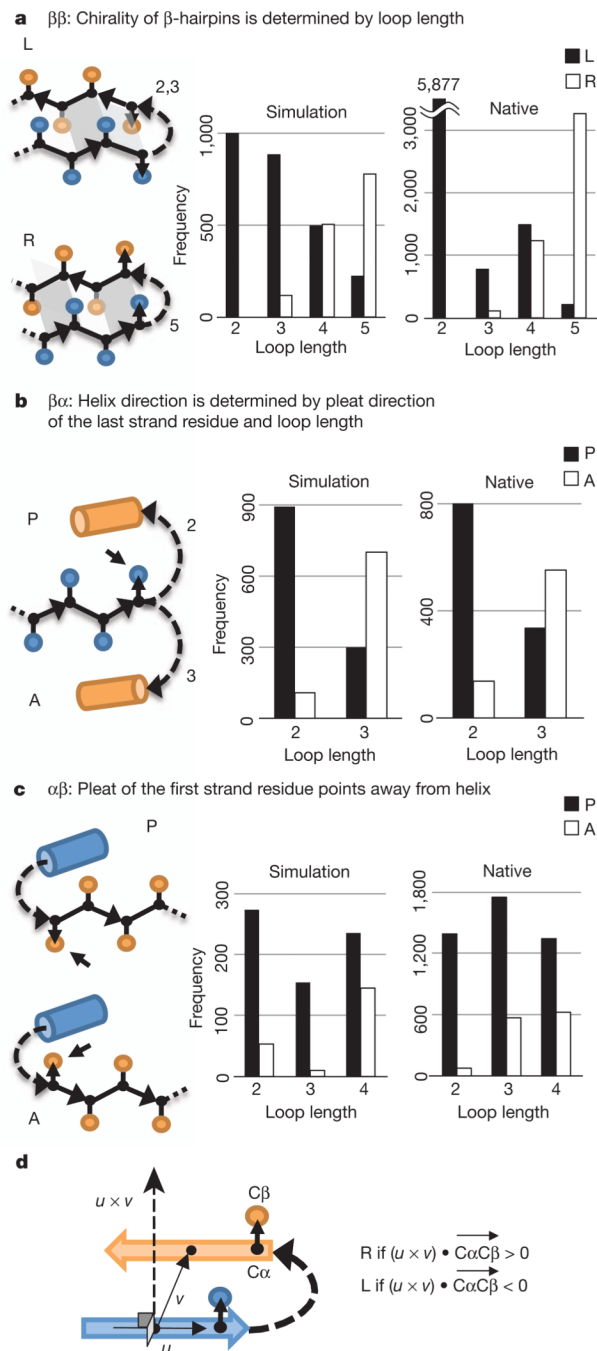 a ββ: Chirality of β-hairpins is determined by loop length
L
2,3
R
5
Simulation
Frequency
1,000
500
0
2 3 4 5
Loop length
L
R
Native
5,877
3,000
2,000
1,000
0
2 3 4 5
Loop length
b βα: Helix direction is determined by pleat direction
of the last strand residue and loop length
P
2
3
A
Simulation
Frequency
900
600
300
0
2 3
Loop length
P
A
Native
800
400
0
2 3
Loop length
c αβ: Pleat of the first strand residue points away from helix
P
A
Simulation
Frequency
300
200
100
0
2 3 4
Loop length
P
A
Native
1,800
1,200
600
0
2 3 4
Loop length
d
u × v
Cβ
Cα
v
u
R if (u × v) • CαCβ > 0
L if (u × v) • CαCβ < 0